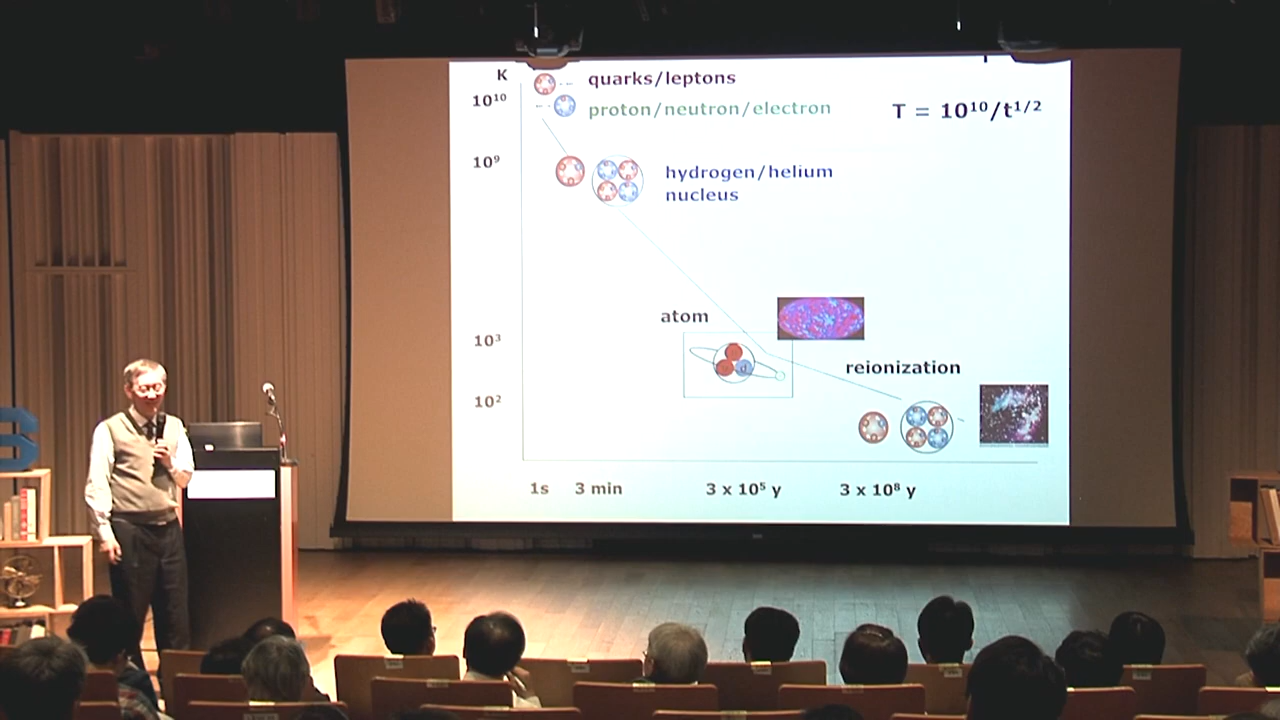 K
quarks/leptons
10¹⁰
proton/neutron/electron
T = 10¹⁰/t¹/²
10⁹
hydrogen/helium
nucleus
atom
10³
reionization
d
10²
1s 3 min 3 x 10⁵ y 3 x 10⁸ y
B